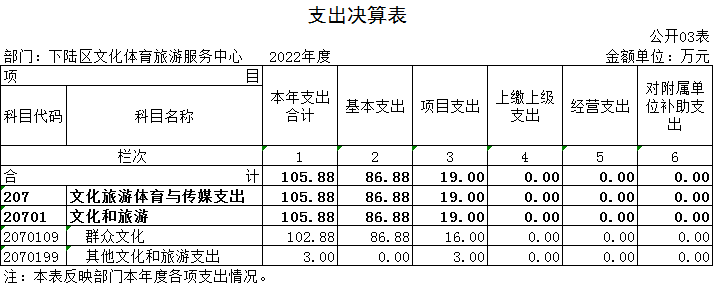 支出决算表
公开03表
部门：下陆区文化体育旅游服务中心 2022年度 金额单位：万元
项 目 本年支出合计 基本支出 项目支出 上缴上级支出 经营支出 对附属单位补助支出
科目代码 科目名称
栏次 1 2 3 4 5 6
合 计 105.88 86.88 19.00 0.00 0.00 0.00
207 文化旅游体育与传媒支出 105.88 86.88 19.00 0.00 0.00 0.00
20701 文化和旅游 105.88 86.88 19.00 0.00 0.00 0.00
2070109 群众文化 102.88 86.88 16.00 0.00 0.00 0.00
2070199 其他文化和旅游支出 3.00 0.00 3.00 0.00 0.00 0.00
注：本表反映部门本年度各项支出情况。